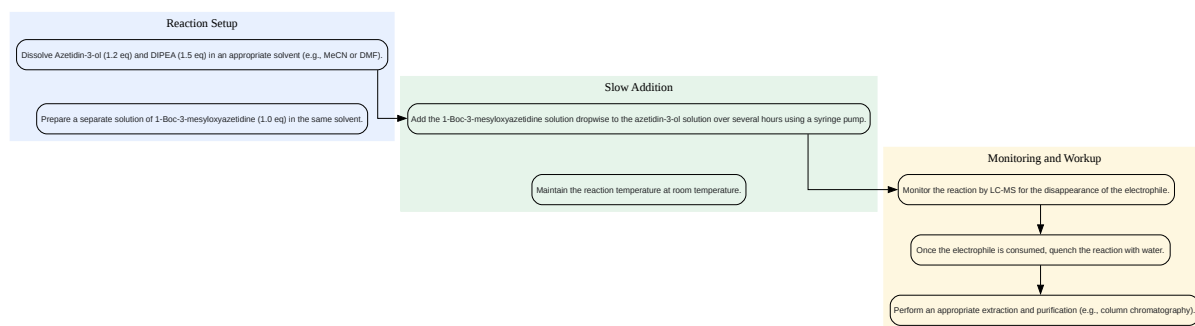 Reaction Setup
Dissolve Azetidin-3-ol (1.2 eq) and DIPEA (1.5 eq) in an appropriate solvent (e.g., MeCN or DMF).
Prepare a separate solution of 1-Boc-3-mesyloxyazetidine (1.0 eq) in the same solvent.
Slow Addition
Add the 1-Boc-3-mesyloxyazetidine solution dropwise to the azetidin-3-ol solution over several hours using a syringe pump.
Maintain the reaction temperature at room temperature.
Monitoring and Workup
Monitor the reaction by LC-MS for the disappearance of the electrophile.
Once the electrophile is consumed, quench the reaction with water.
Perform an appropriate extraction and purification (e.g., column chromatography).